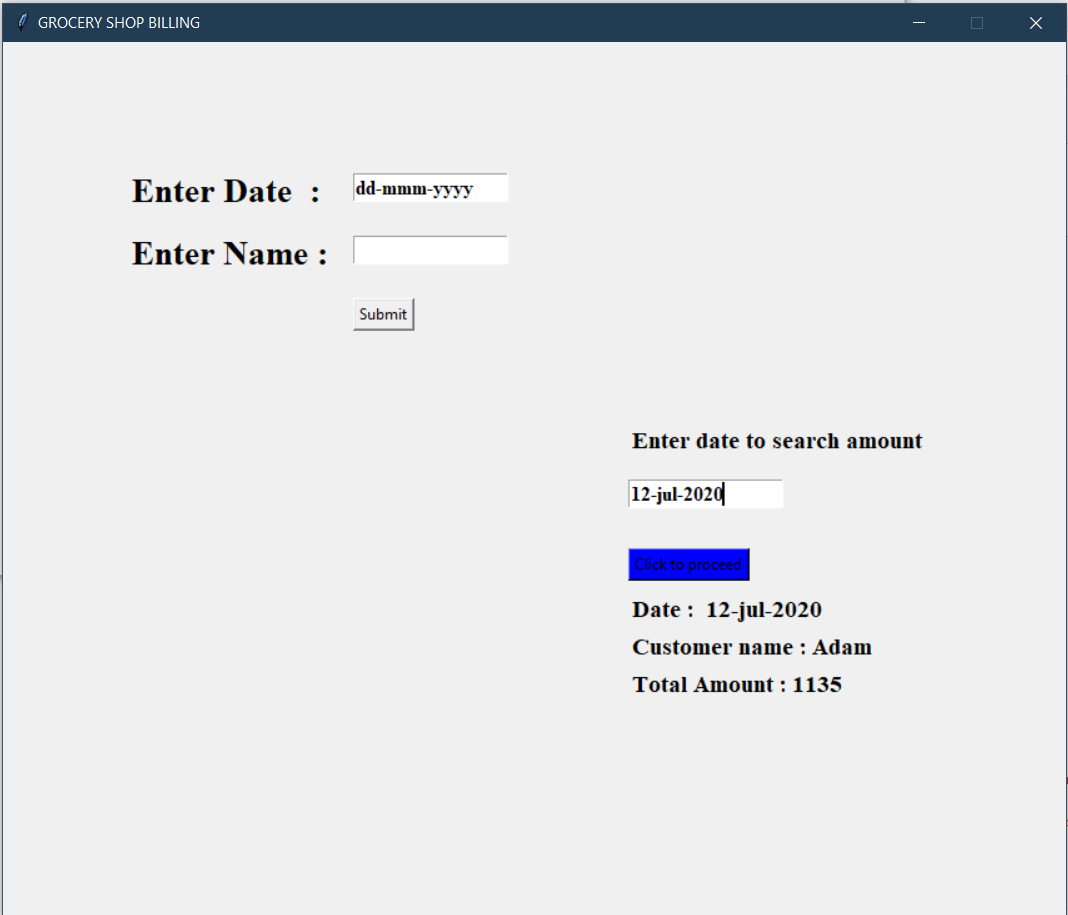 GROCERY SHOP BILLING
Enter Date  : dd-mmm-yyyy
Enter Name :
Submit
Enter date to search amount
12-jul-2020
Click to proceed
Date :  12-jul-2020
Customer name : Adam
Total Amount : 1135